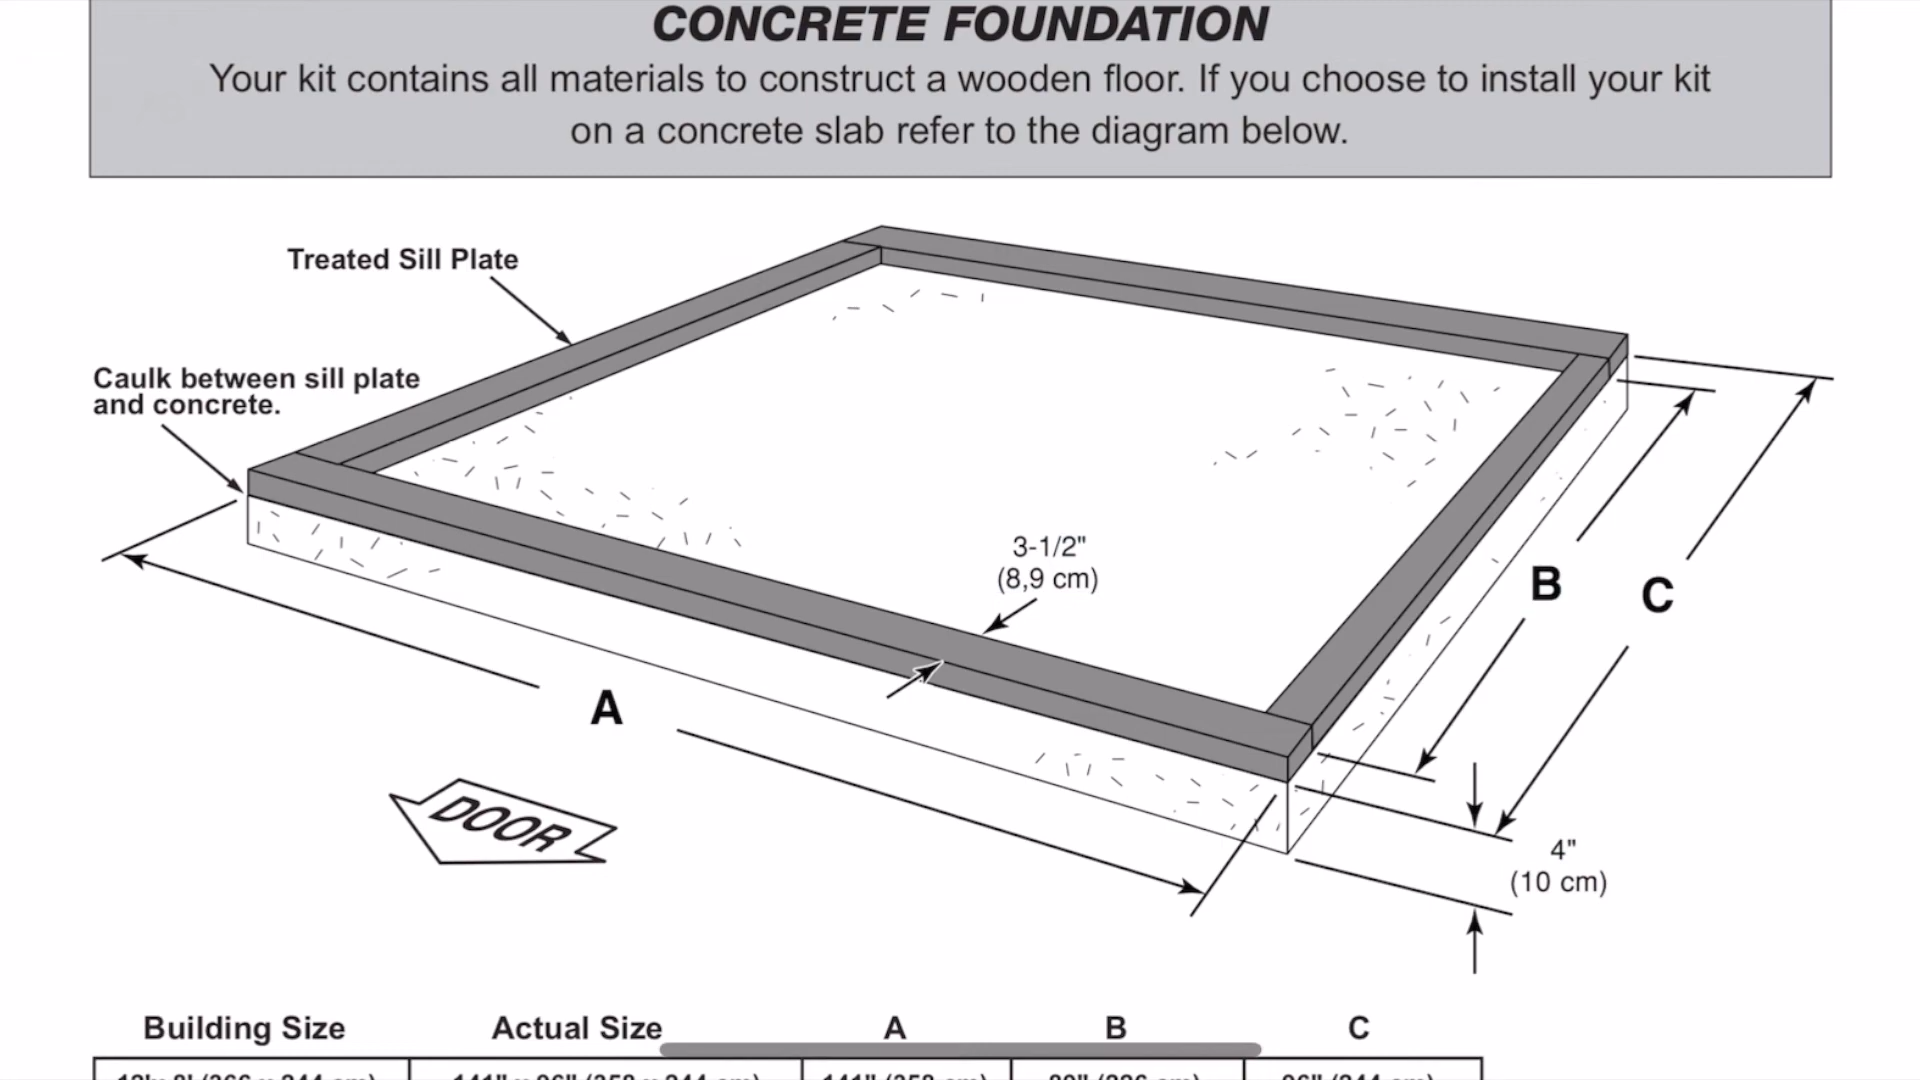 CONCRETE FOUNDATION
Your kit contains all materials to construct a wooden floor. If you choose to install your kit
on a concrete slab refer to the diagram below.
Treated Sill Plate
Caulk between sill plate
and concrete.
3-1/2"
(8,9 cm)
B
C
A
DOOR
4"
(10 cm)
Building Size Actual Size A B C